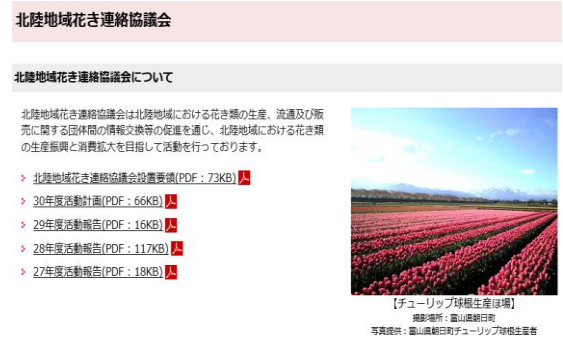 北陸地域花き連絡協議会
北陸地域花き連絡協議会について
北陸地域花き連絡協議会は北陸地域における花き類の生産、流通及び販
売に関する団体間の情報交換等の促進を通じ、北陸地域における花き類
の生産振興と消費拡大を目指して活動を行っております。
北陸地域花き連絡協議会設置要領(PDF：73KB)
30年度活動計画(PDF：66KB)
29年度活動報告(PDF：16KB)
28年度活動報告(PDF：117KB)
27年度活動報告(PDF：18KB)
【チューリップ球根生産ほ場】
撮影場所：富山県朝日町
写真提供：富山県朝日町チューリップ球根生産者